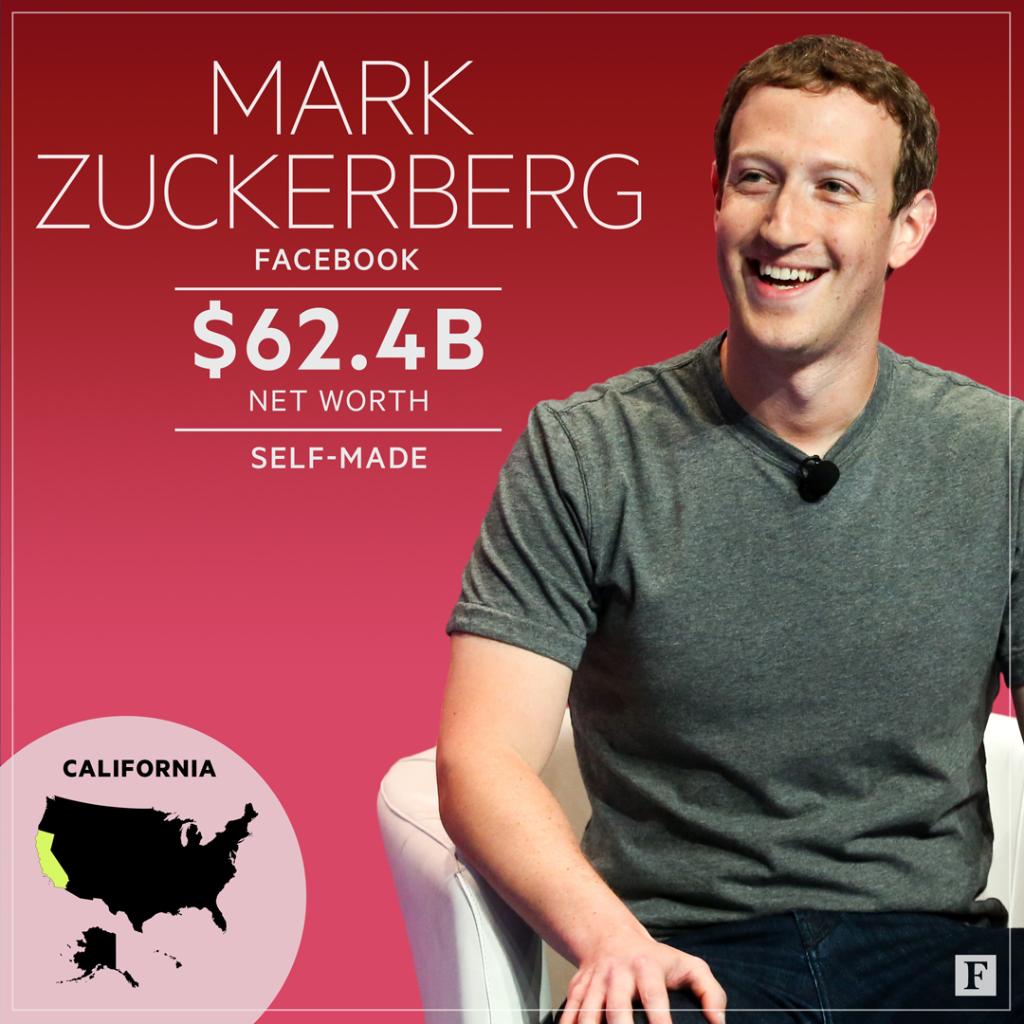 MARK
ZUCKERBERG
FACEBOOK
$62.4B
NET WORTH
SELF-MADE
CALIFORNIA
F